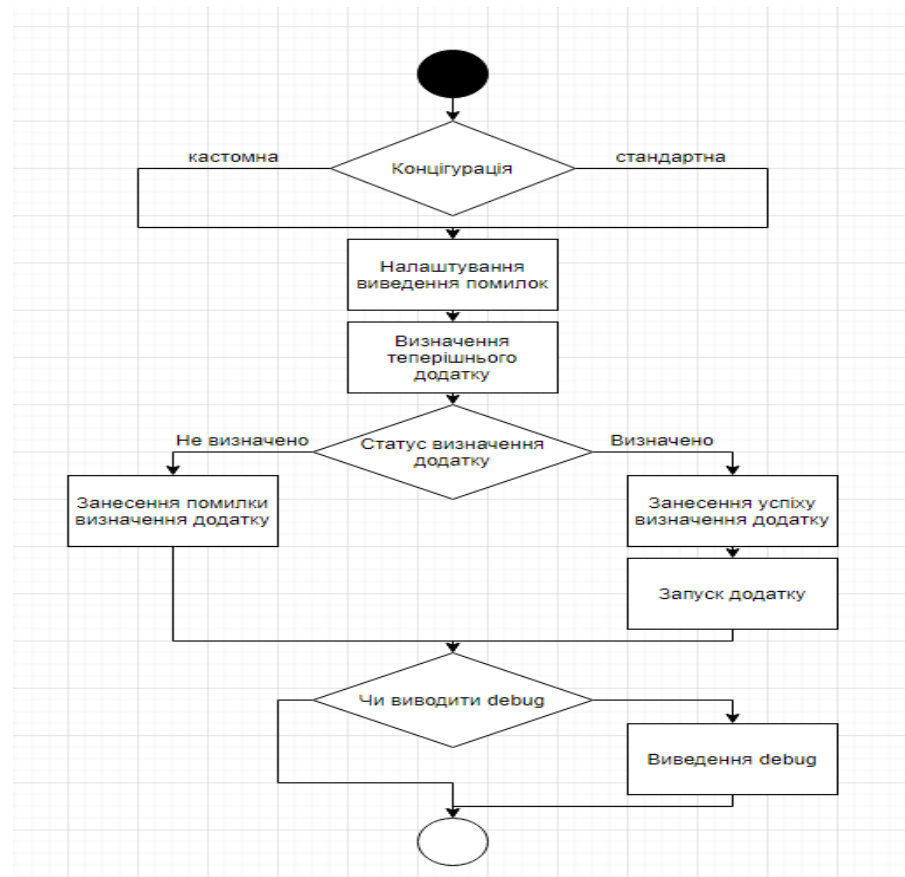 кастомна
стандартна
Конціґурація
Налаштування
виведення помилок
Визначення
теперішнього
додатку
Не визначено
Визначено
Статус визначення
додатку
Занесення помилки
визначення додатку
Занесення успіху
визначення додатку
Запуск додатку
Чи виводити debug
Виведення debug